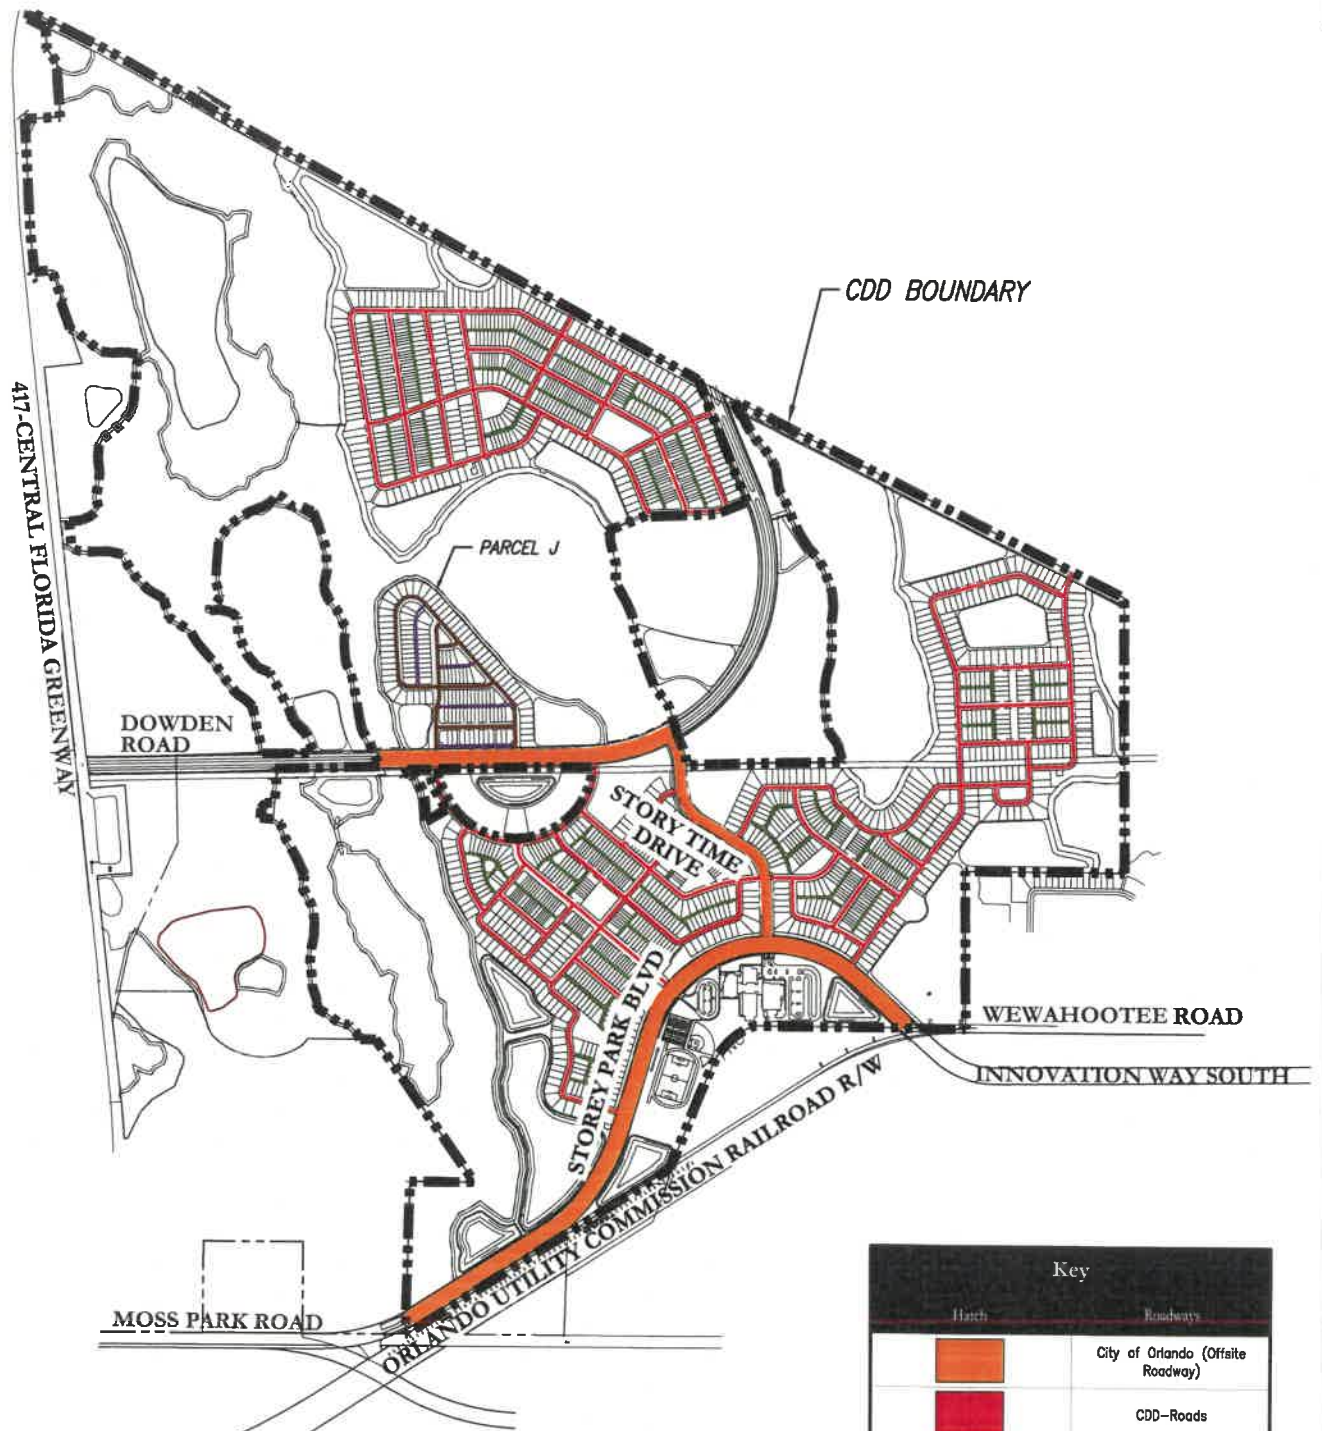 CDD BOUNDARY
417-CENTRAL FLORIDA GREENWAY
PARCEL J
DOWDEN
ROAD
STORY TIME
DRIVE
STOREY PARK BLVD
WEWAHOOTEE ROAD
INNOVATION WAY SOUTH
ORLANDO UTILITY COMMISSION RAILROAD R/W
MOSS PARK ROAD
Key
Hatch
Roadways
City of Orlando (Offsite
Roadway)
CDD-Roads